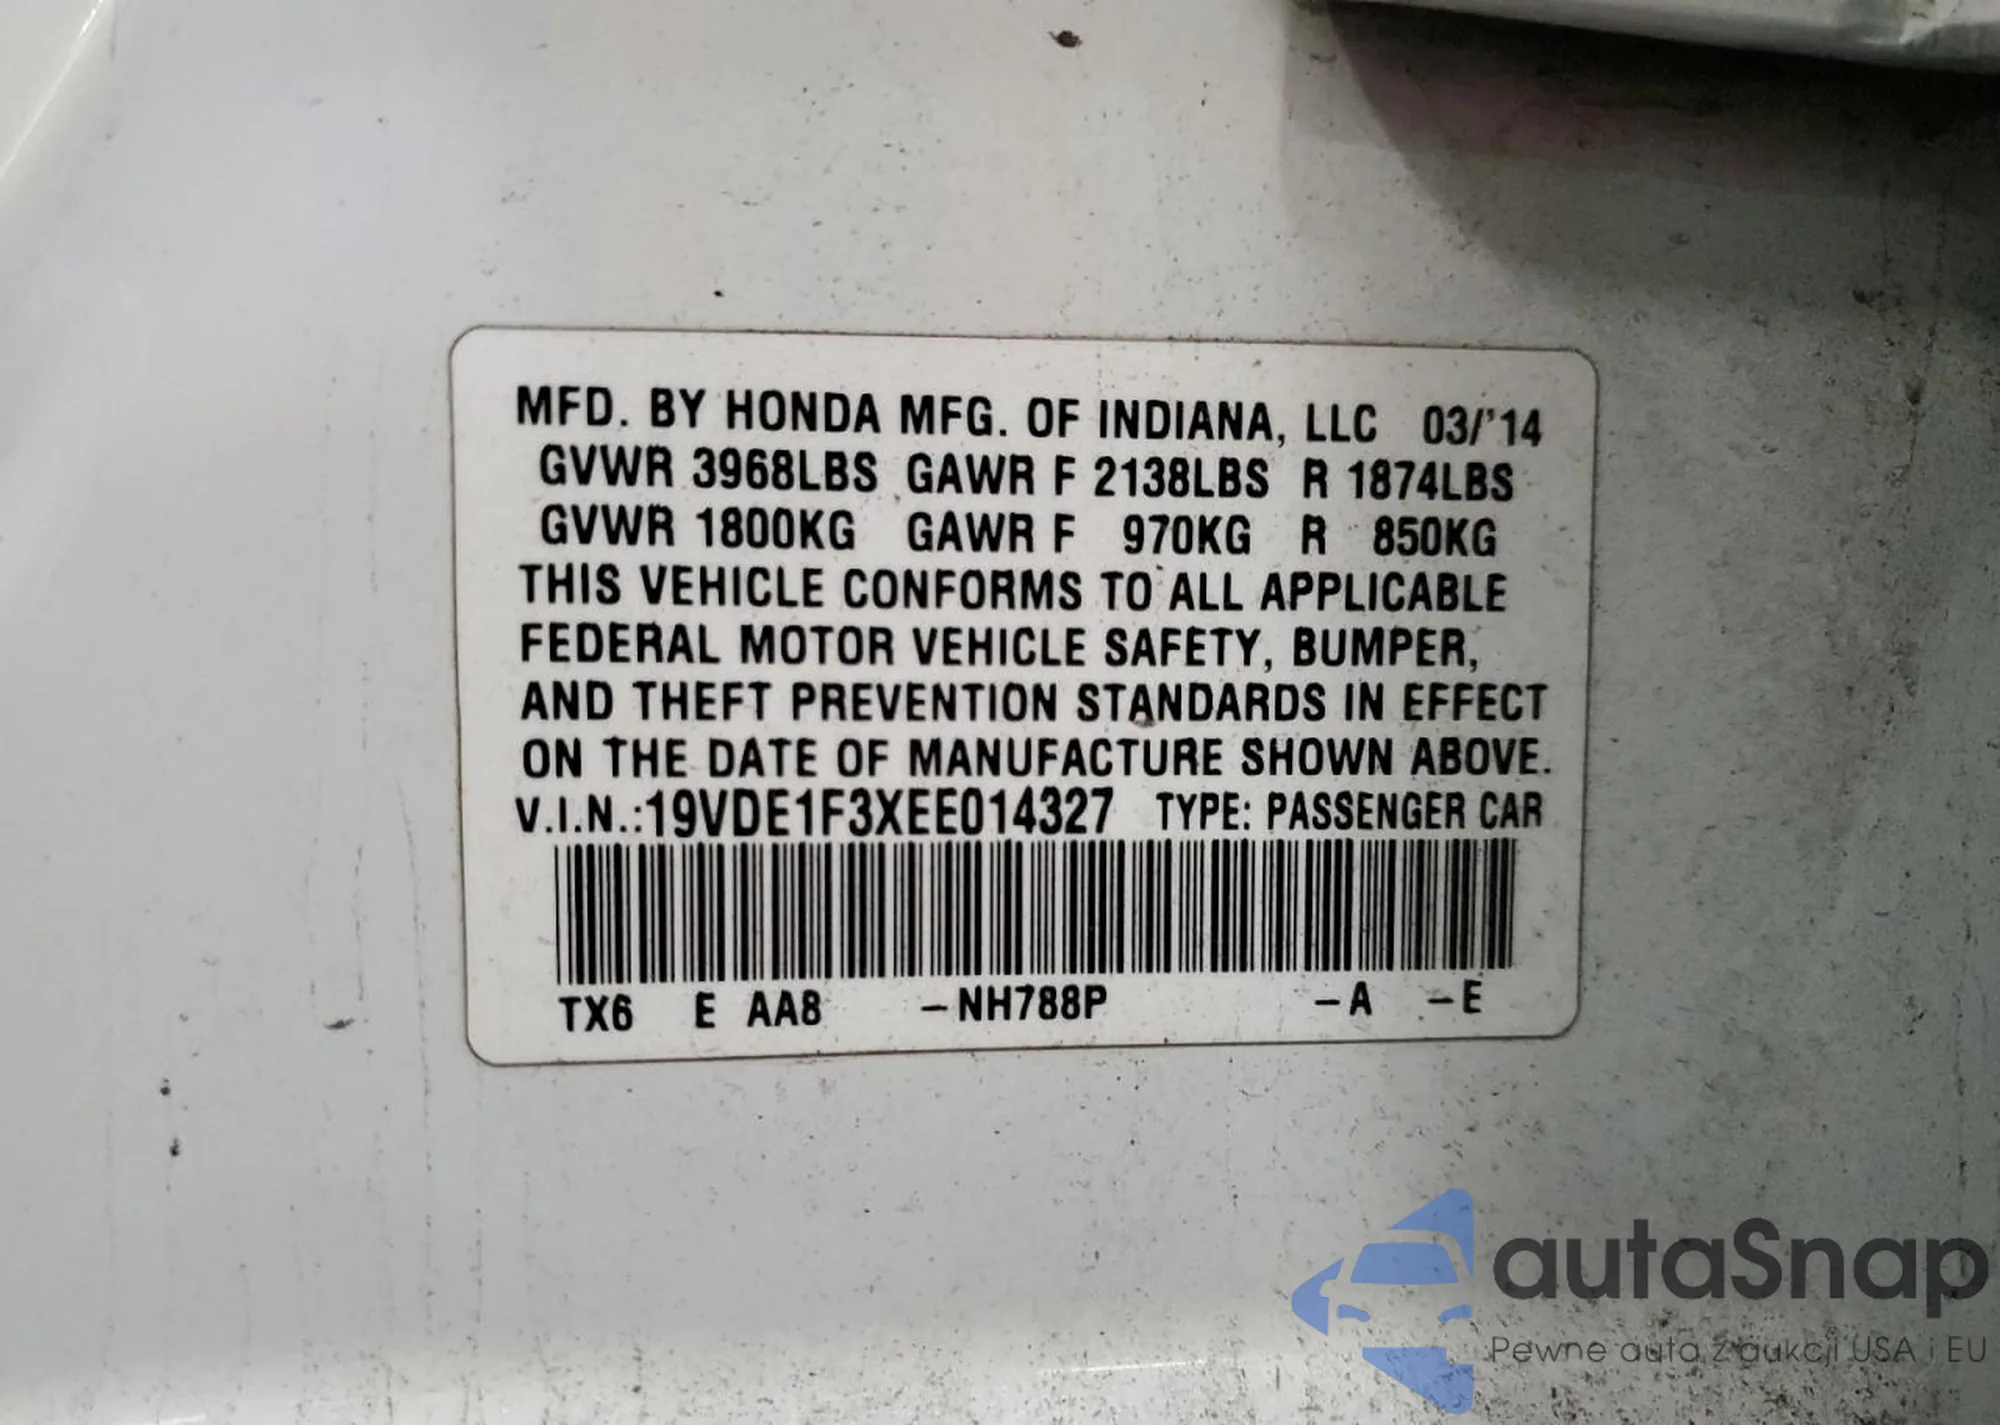 MFD. BY HONDA MFG. OF INDIANA, LLC 03/'14
GVWR 3968LBS GAWR F 2138LBS R 1874LBS
GVWR 1800KG GAWR F 970KG R 850KG
THIS VEHICLE CONFORMS TO ALL APPLICABLE
FEDERAL MOTOR VEHICLE SAFETY, BUMPER,
AND THEFT PREVENTION STANDARDS IN EFFECT
ON THE DATE OF MANUFACTURE SHOWN ABOVE.
V.I.N.:19VDE1F3XEE014327 TYPE: PASSENGER CAR
TX6 E AA8 -NH788P -A -E
autaSnap
Pewne auta z aukcji USA i EU